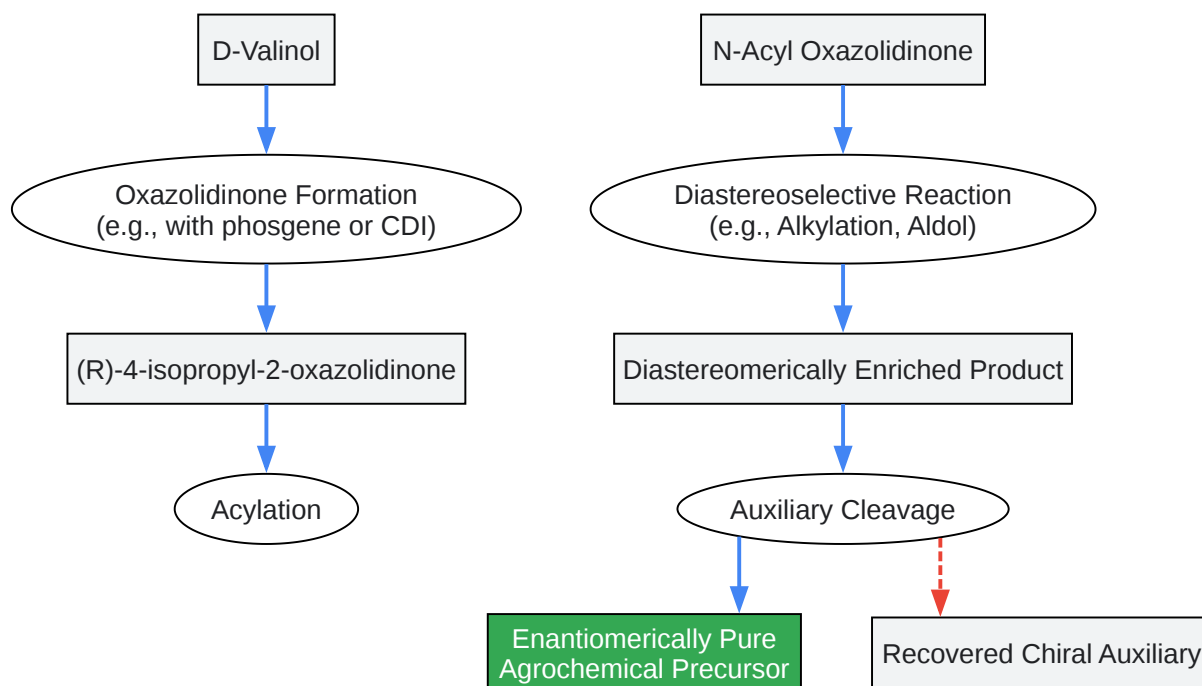 D-Valinol
Oxazolidinone Formation
(e.g., with phosgene or CDI)
(R)-4-isopropyl-2-oxazolidinone
Acylation
N-Acyl Oxazolidinone
Diastereoselective Reaction
(e.g., Alkylation, Aldol)
Diastereomerically Enriched Product
Auxiliary Cleavage
Enantiomerically Pure
Agrochemical Precursor
Recovered Chiral Auxiliary